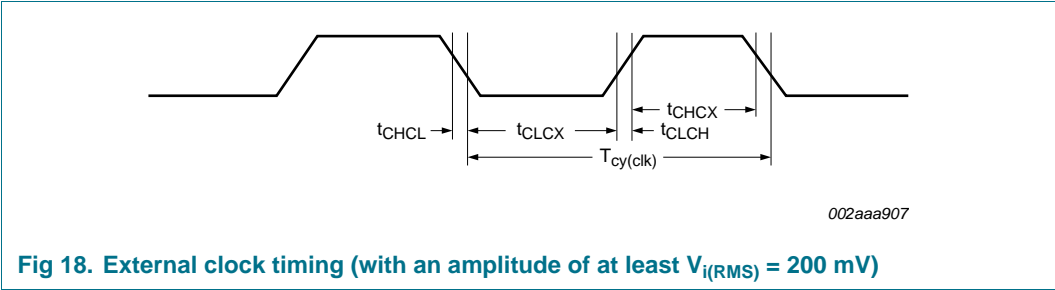 tCHCX
tCHCL tCLCX tCLCH
Tcy(clk)
002aaa907
Fig 18. External clock timing (with an amplitude of at least Vi(RMS) = 200 mV)